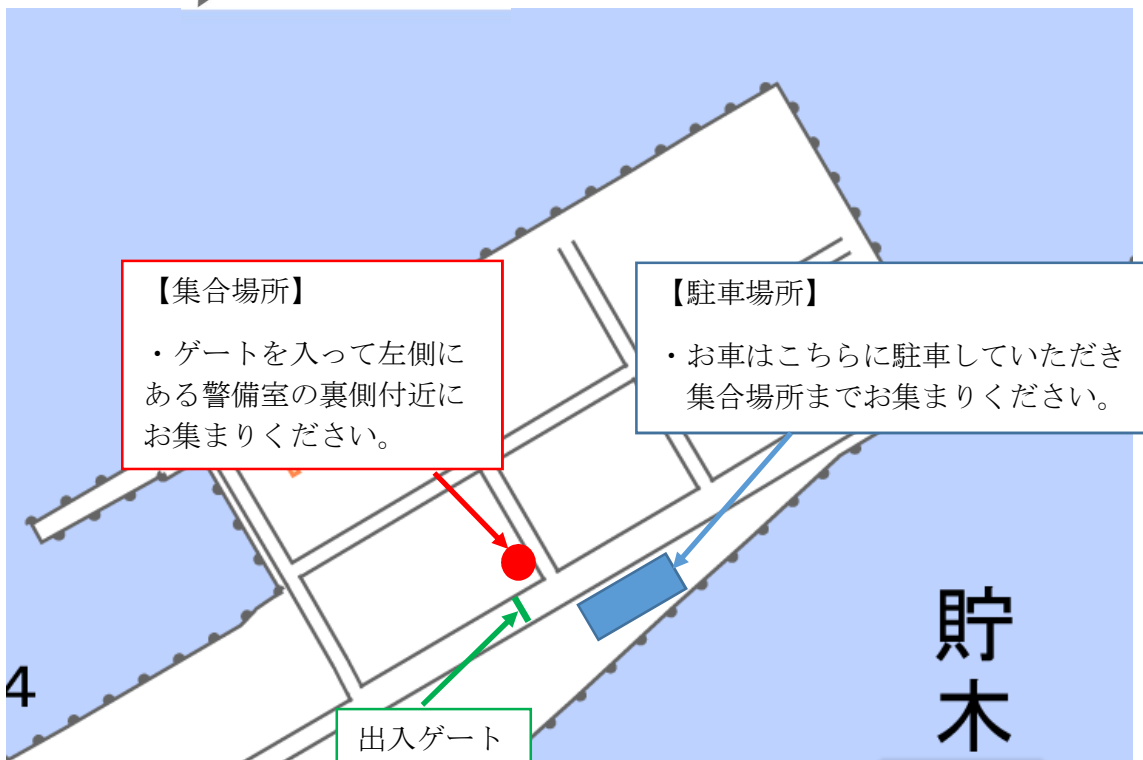 【集合場所】
・ゲートを入って左側に
ある警備室の裏側付近に
お集まりください。
【駐車場所】
・お車はこちらに駐車していただき
集合場所までお集まりください。
出入ゲート
4
貯
木